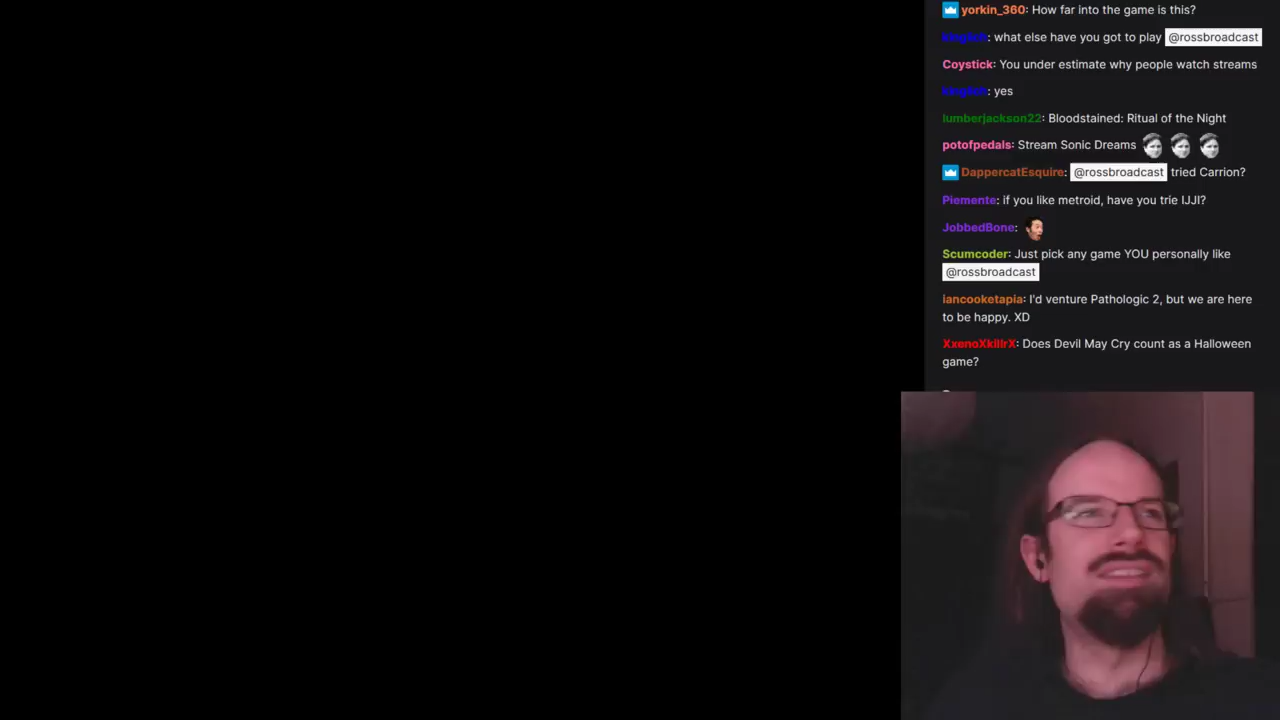 yorkin_360: How far into the game is this?
what else have you got to play @rossbroadcast
Coystick: You under estimate why people watch streams
yes
lumberjackson22: Bloodstained: Ritual of the Night
potofpedals: Stream Sonic Dreams
DappercatEsquire: @rossbroadcast tried Carrion?
Piemente: if you like metroid, have you trie IJJI?
JobbedBone:
Scumcoder: Just pick any game YOU personally like
@rossbroadcast
iancooketapia: I'd venture Pathologic 2, but we are here
to be happy. XD
XxenoXkillrX: Does Devil May Cry count as a Halloween
game?